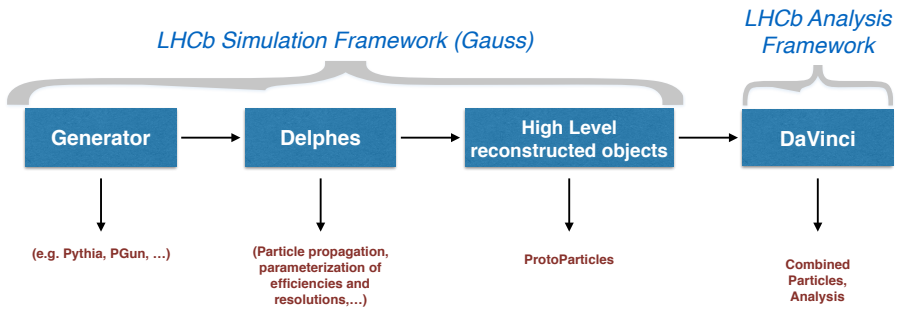 LHCb Simulation Framework (Gauss)
LHCb Analysis
Framework
Generator
Delphes
High Level
reconstructed objects
DaVinci
(e.g. Pythia, PGun, …)
(Particle propagation,
parameterization of
efficiencies and
resolutions,…)
ProtoParticles
Combined
Particles,
Analysis